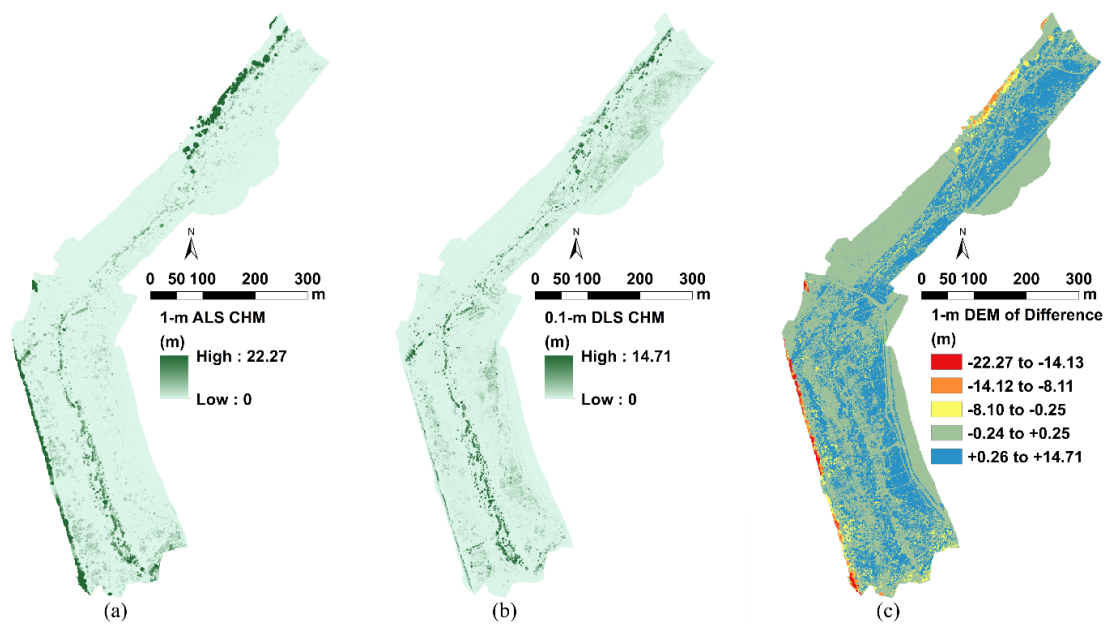 N
0 50 100 200 300
m
1-m ALS CHM
(m)
High : 22.27
Low : 0
(a)
N
0 50 100 200 300
m
0.1-m DLS CHM
(m)
High : 14.71
Low : 0
(b)
N
0 50 100 200 300
m
1-m DEM of Difference
(m)
-22.27 to -14.13
-14.12 to -8.11
-8.10 to -0.25
-0.24 to +0.25
+0.26 to +14.71
(c)